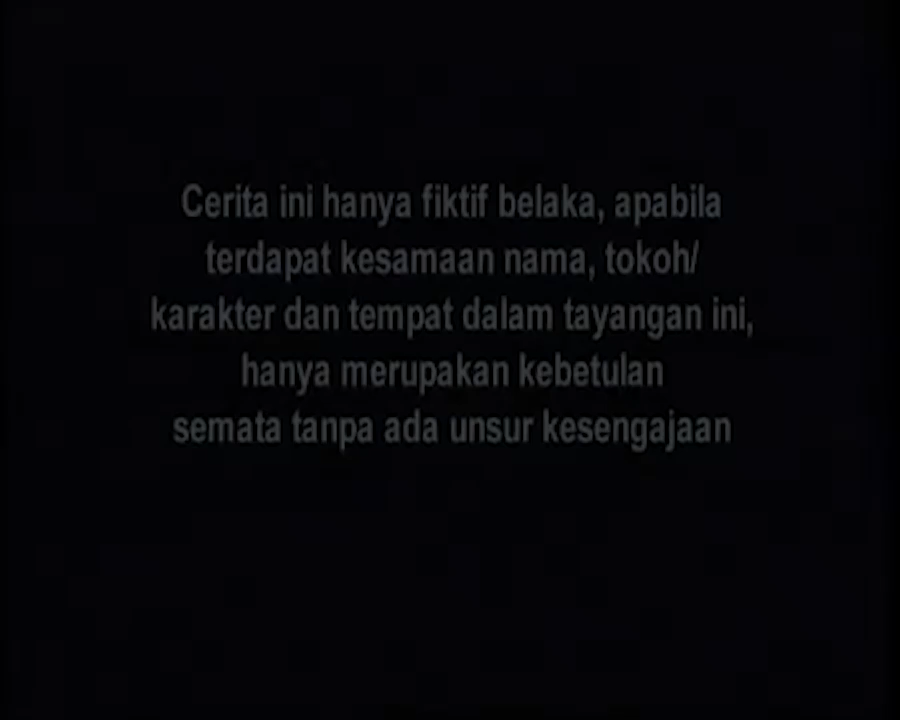 Cerita ini hanya fiktif belaka, apabila
terdapat kesamaan nama, tokoh/
karakter dan tempat dalam tayangan ini,
hanya merupakan kebetulan
semata tanpa ada unsur kesengajaan